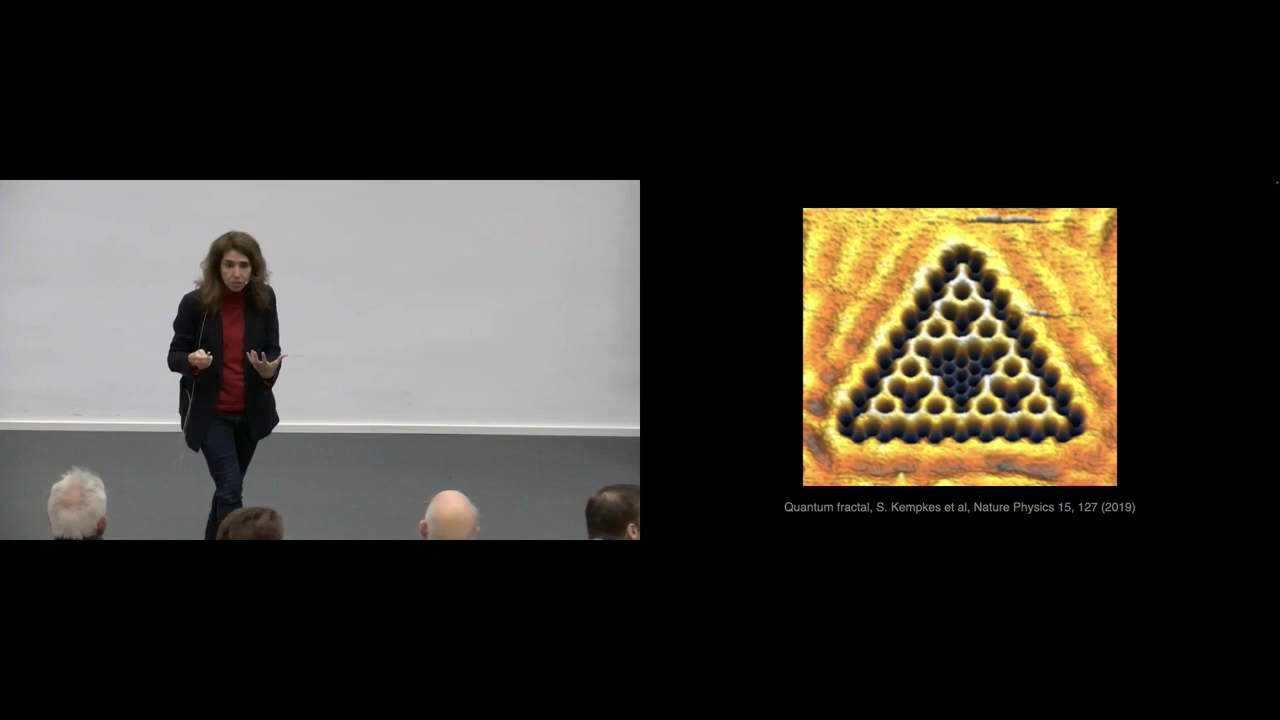 Quantum fractal, S. Kempkes et al, Nature Physics 15, 127 (2019)